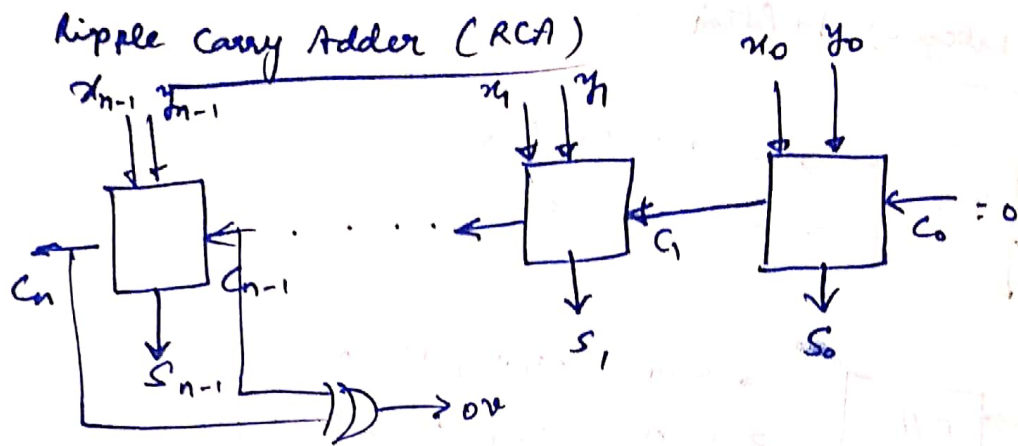 Ripple Carry Adder (RCA)
x0 y0
xn-1 yn-1 x1 y1
C0 = 0
C1
Cn Cn-1
S1 S0
Sn-1
ov